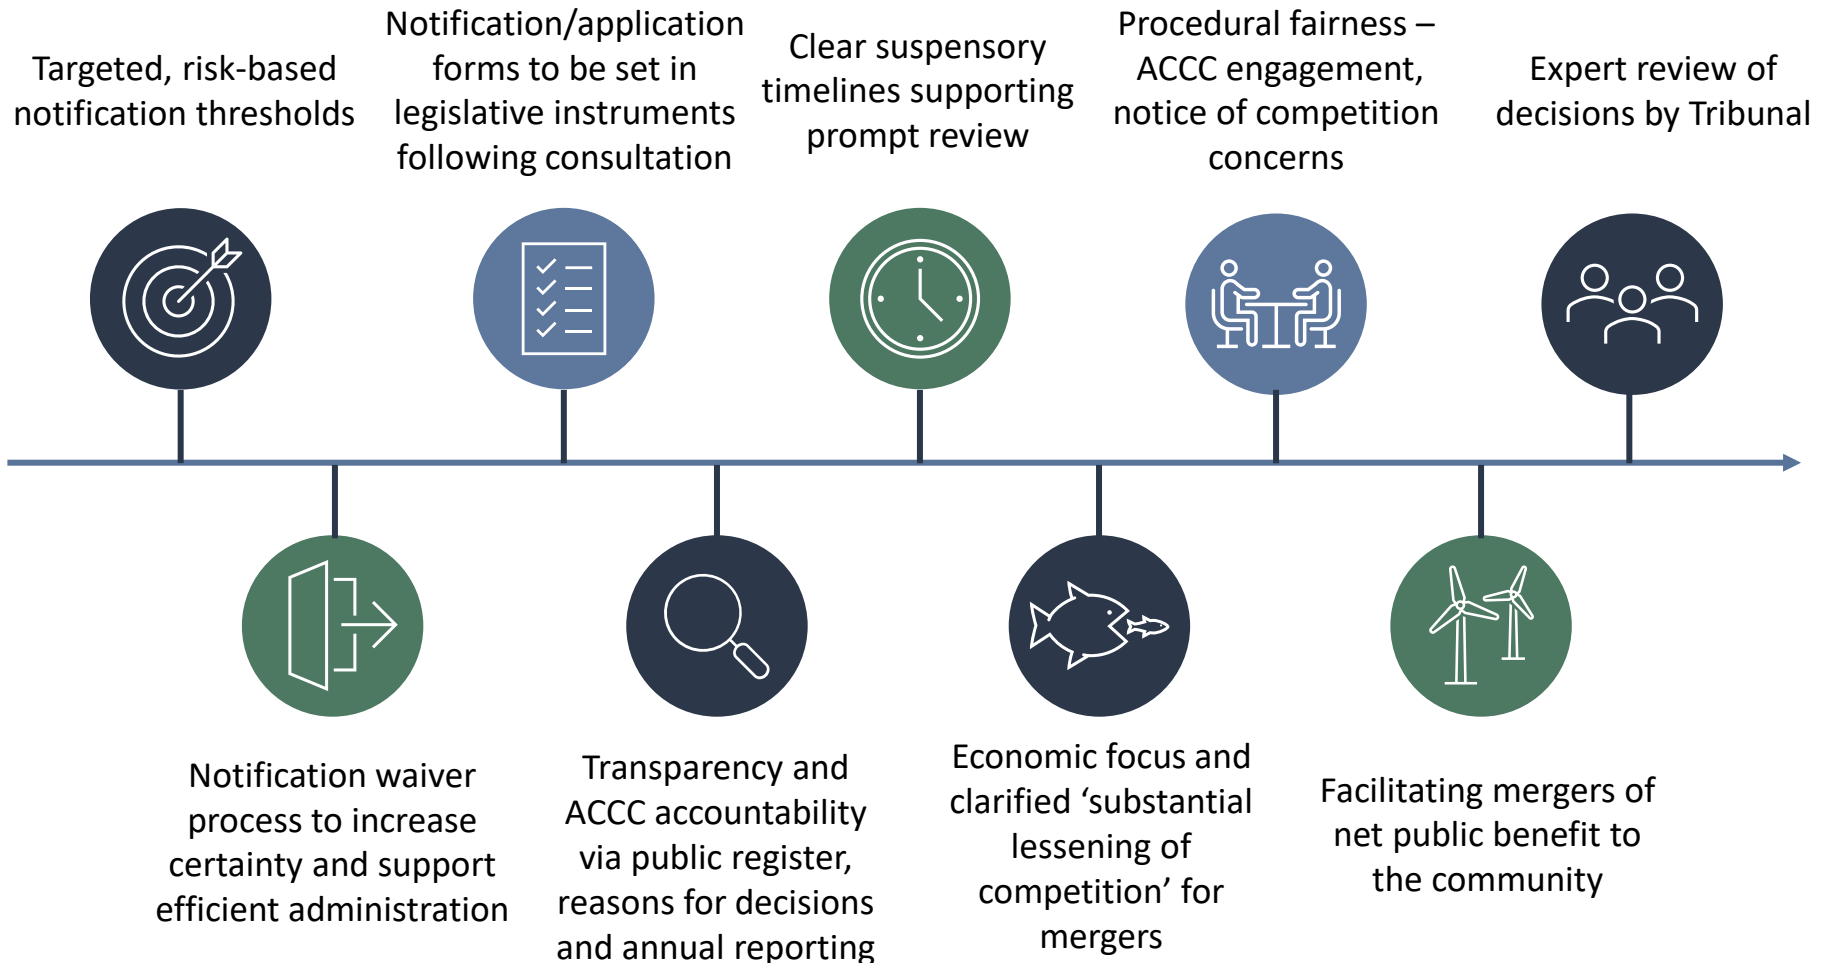 Targeted, risk-based
notification thresholds
Notification/application
forms to be set in
legislative instruments
following consultation
Clear suspensory
timelines supporting
prompt review
Procedural fairness –
ACCC engagement,
notice of competition
concerns
Expert review of
decisions by Tribunal
Notification waiver
process to increase
certainty and support
efficient administration
Transparency and
ACCC accountability
via public register,
reasons for decisions
and annual reporting
Economic focus and
clarified ‘substantial
lessening of
competition’ for
mergers
Facilitating mergers of
net public benefit to
the community